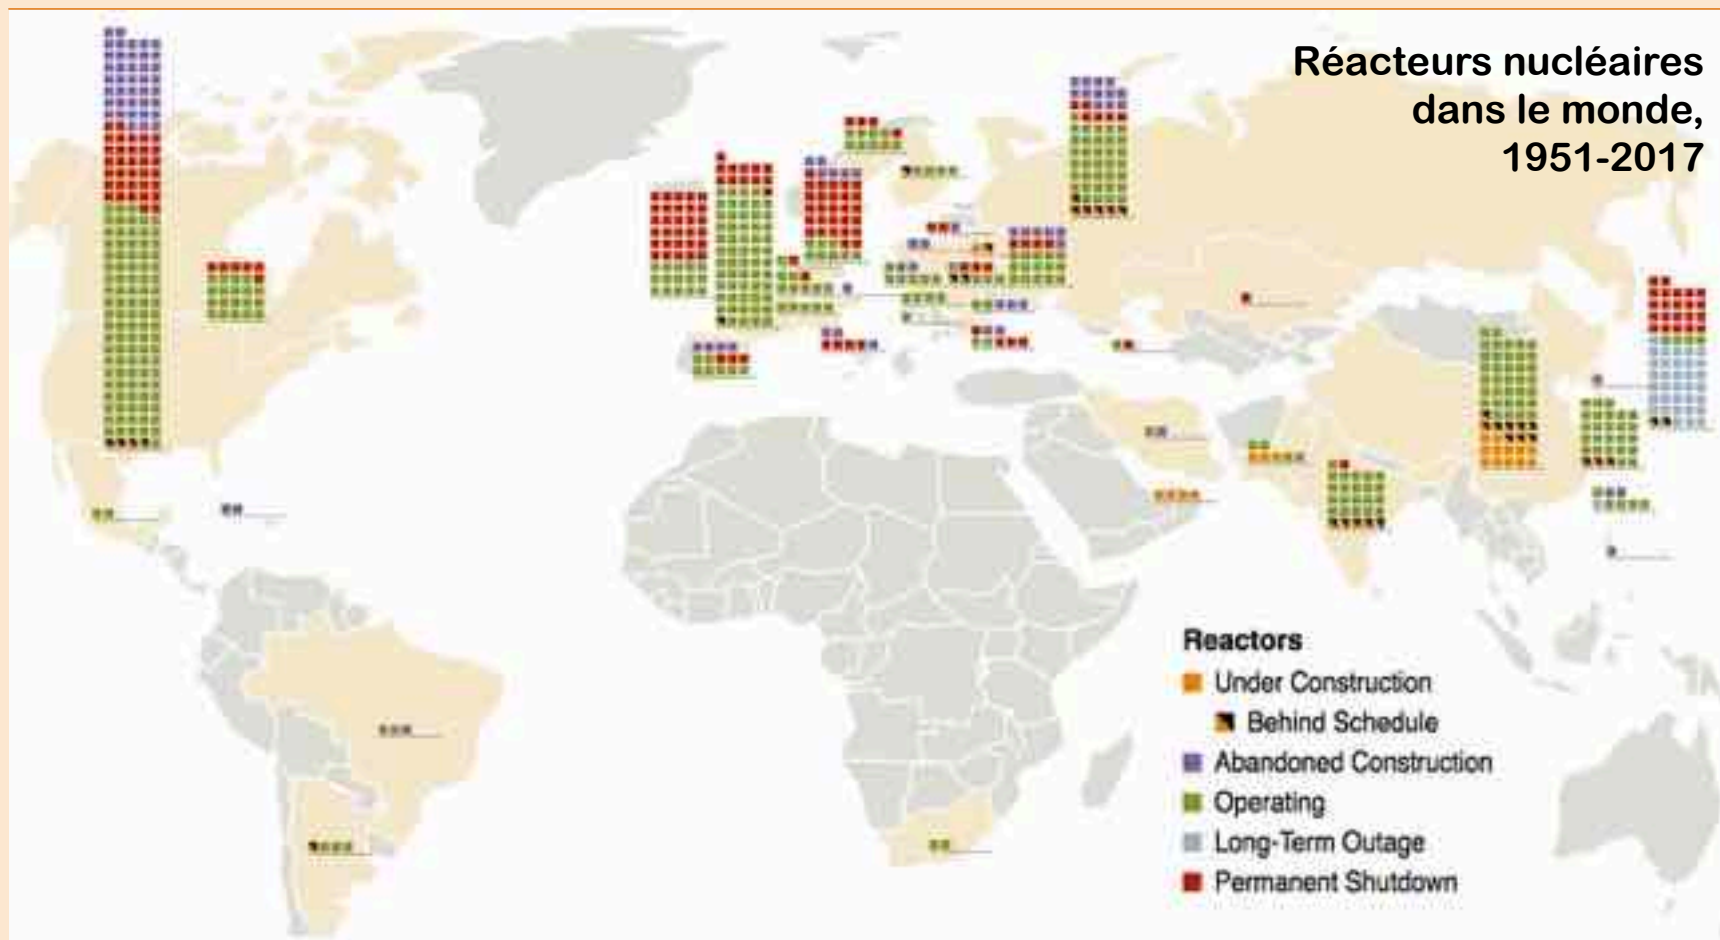 Réacteurs nucléaires
dans le monde,
1951-2017
Reactors
Under Construction
Behind Schedule
Abandoned Construction
Operating
Long-Term Outage
Permanent Shutdown